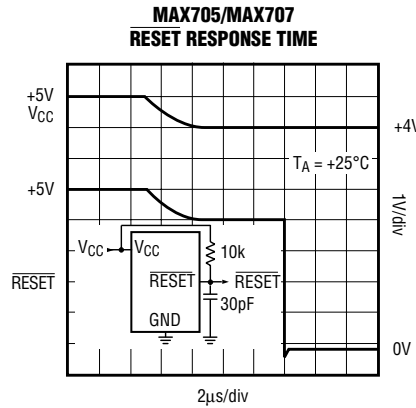 MAX705/MAX707
RESET RESPONSE TIME
+5V
VCC
+4V
TA = +25°C
+5V
1V/div
VCC
VCC
10k
RESET
RESET
RESET
30pF
GND
0V
2µs/div